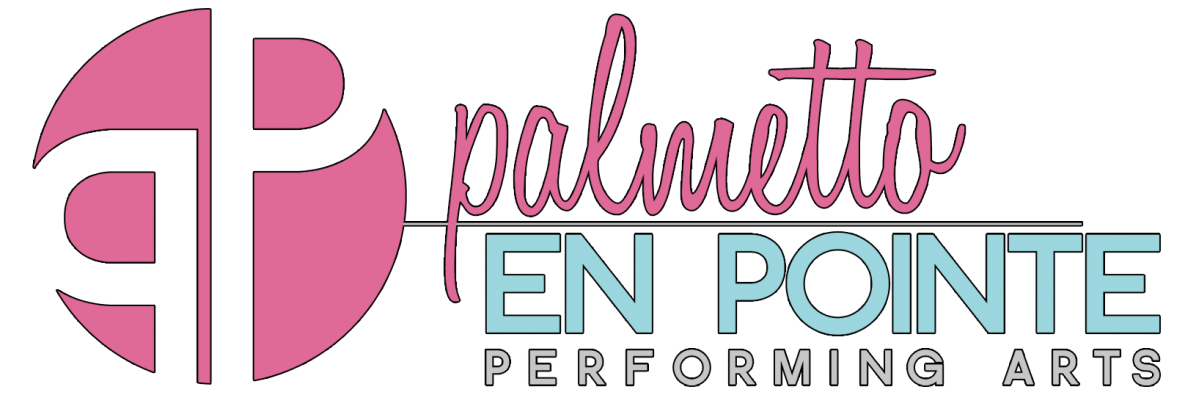 palmetto
EN POINTE
PERFORMING ARTS